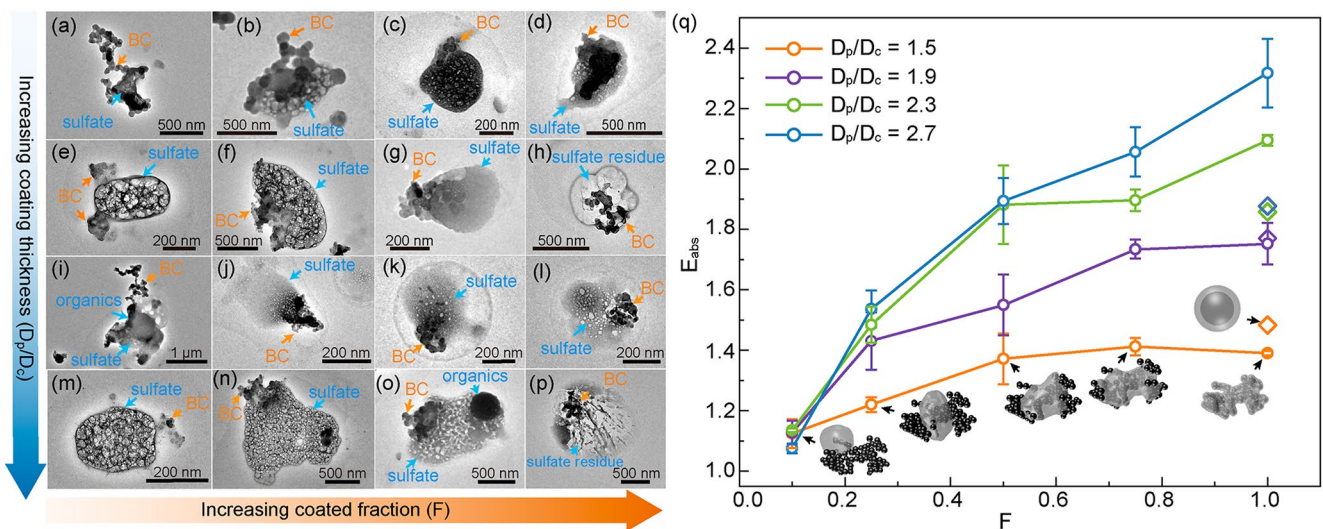 Increasing coating thickness (Dp/Dc)
(a)
BC
sulfate
500 nm
(b)
BC
sulfate
500 nm
(c)
BC
sulfate
200 nm
(d)
BC
sulfate
500 nm
(e)
sulfate
BC
200 nm
(f)
sulfate
BC
500 nm
(g)
sulfate
BC
200 nm
(h)
sulfate residue
BC
500 nm
(i)
BC
organics
sulfate
1 μm
(j)
sulfate
BC
200 nm
(k)
sulfate
BC
200 nm
(l)
BC
sulfate
200 nm
(m)
sulfate
BC
200 nm
(n)
sulfate
BC
500 nm
(o)
organics
BC
sulfate
500 nm
(p)
BC
sulfate residue
500 nm
Increasing coated fraction (F)
(q)
Dp/Dc = 1.5
Dp/Dc = 1.9
Dp/Dc = 2.3
Dp/Dc = 2.7
Eabs
2.4
2.2
2.0
1.8
1.6
1.4
1.2
1.0
0.0 0.2 0.4 0.6 0.8 1.0
F